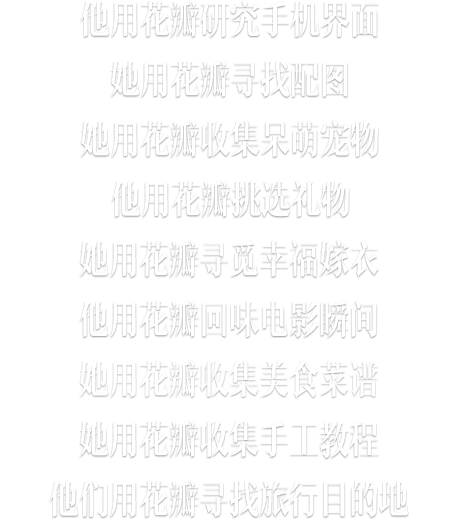 他用花瓣研究手机界面
她用花瓣寻找配图
她用花瓣收集呆萌宠物
他用花瓣挑选礼物
她用花瓣寻觅幸福嫁衣
他用花瓣回味电影瞬间
她用花瓣收集美食菜谱
她用花瓣收集手工教程
他们用花瓣寻找旅行目的地